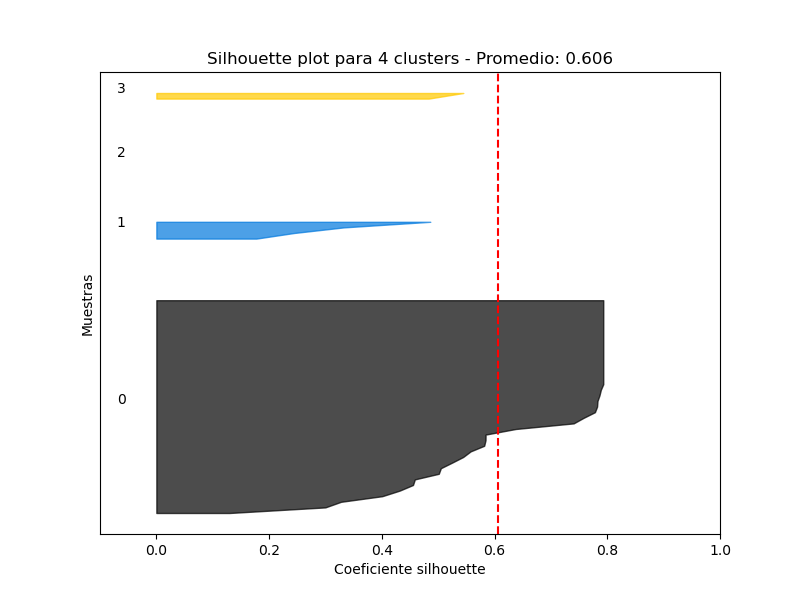 Silhouette plot para 4 clusters - Promedio: 0.606
3
2
1
0
Muestras
0.0 0.2 0.4 0.6 0.8 1.0
Coeficiente silhouette